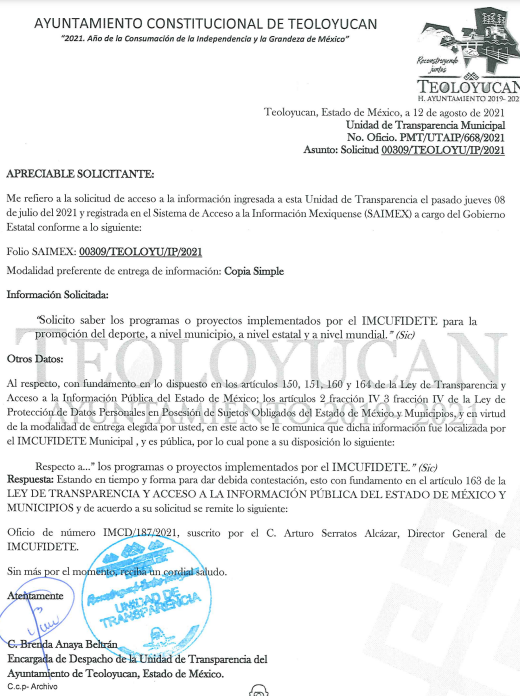 AYUNTAMIENTO CONSTITUCIONAL DE TEOLOYUCAN
"2021. Año de la Consumación de la Independencia y la Grandeza de México"
Reconstruyendo
juntos
TEOLOYUCAN
H. AYUNTAMIENTO 2019- 202
Teoloyucan, Estado de México, a 12 de agosto de 2021
Unidad de Transparencia Municipal
No. Oficio. PMT/UTAIP/668/2021
Asunto: Solicitud 00309/TEOLOYU/IP/2021
APRECIABLE SOLICITANTE:
Me refiero a la solicitud de acceso a la información ingresada a esta Unidad de Transparencia el pasado jueves 08
de julio del 2021 y registrada en el Sistema de Acceso a la Información Mexiquense (SAIMEX) a cargo del Gobierno
Estatal conforme a lo siguiente:
Folio SAIMEX: 00309/TEOLOYU/IP/2021
Modalidad preferente de entrega de información: Copia Simple
Información Solicitada:
"Solicito saber los programas o proyectos implementados por el IMCUFIDETE para la
promoción del deporte, a nivel municipio, a nivel estatal y a nivel mundial." (Sic)
TEOLOYUCAN
Otros Datos:
Al respecto, con fundamento en lo dispuesto en los artículos 150, 151, 160 y 164 de la Ley de Transparencia y
Acceso a la Información Pública del Estado de México; los artículos 2 fracción IV 3 fracción IV de la Ley de
Protección de Datos Personales en Posesión de Sujetos Obligados del Estado de México y Municipios, y en virtud
H. AYUNTAMIENTO 2019- 2021
de la modalidad de entrega elegida por usted, en este acto se le comunica que dicha información fue localizada por
el IMCUFIDETE Municipal , y es pública, por lo cual pone a su disposición lo siguiente:
Respecto a..." los programas o proyectos implementados por el IMCUFIDETE." (Sic)
Respuesta: Estando en tiempo y forma para dar debida contestación, esto con fundamento en el artículo 163 de la
LEY DE TRANSPARENCIA Y ACCESO A LA INFORMACIÓN PÚBLICA DEL ESTADO DE MÉXICO Y
MUNICIPIOS y de acuerdo a su solicitud se remite lo siguiente:
Oficio de número IMCD/187/2021, suscrito por el C. Arturo Serratos Alcázar, Director General de
IMCUFIDETE.
Sin más por el momento, reciba un cordial saludo.
Atentamente
UNIDAD DE
TRANSPARENCIA
C. Brenda Anaya Beltrán
Encargada de Despacho de la Unidad de Transparencia del
Ayuntamiento de Teoloyucan, Estado de México.
C.c.p- Archivo